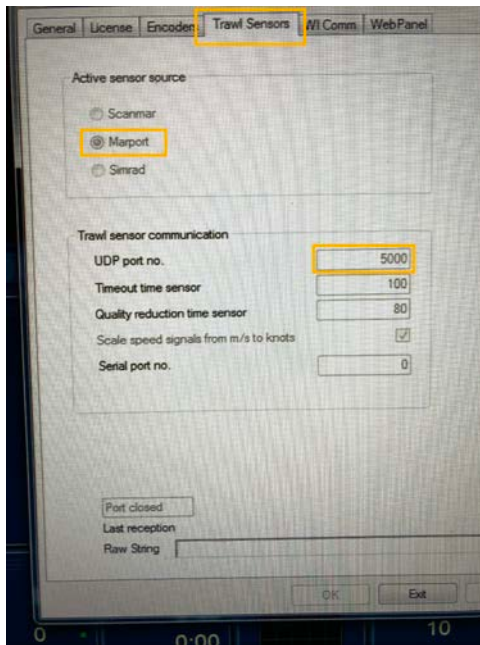 General License Encoders Trawl Sensors WI Comm WebPanel
Active sensor source
Scanmar
Marport
Simrad
Trawl sensor communication
UDP port no. 5000
Timeout time sensor 100
Quality reduction time sensor 80
Scale speed signals from m/s to knots
Serial port no. 0
Port closed
Last reception
Raw String
OK Exit
0 0:00 10